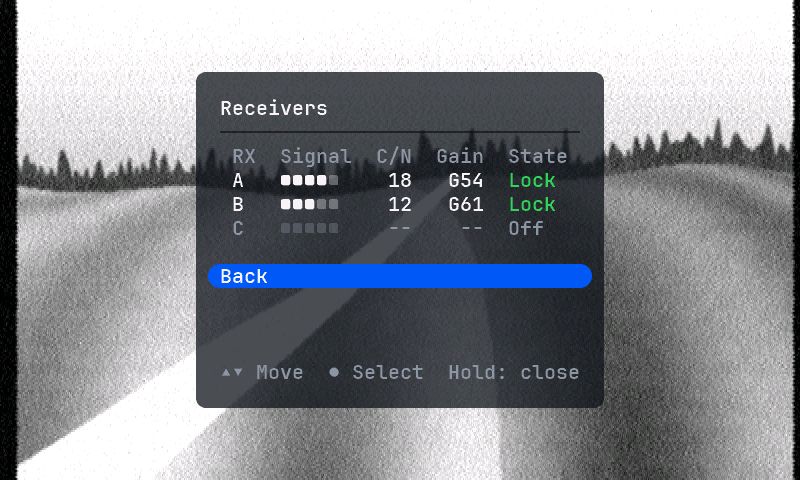 Receivers
RX Signal C/N Gain State
A 18 G54 Lock
B 12 G61 Lock
C -- -- Off
Back
▲▼ Move ● Select Hold: close